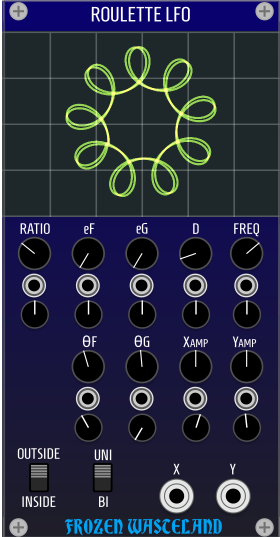 ROULETTE LFO
RATIO eF eG D FREQ
θF θG XAMP YAMP
OUTSIDE UNI
INSIDE BI
X Y
FROZEN WASTELAND